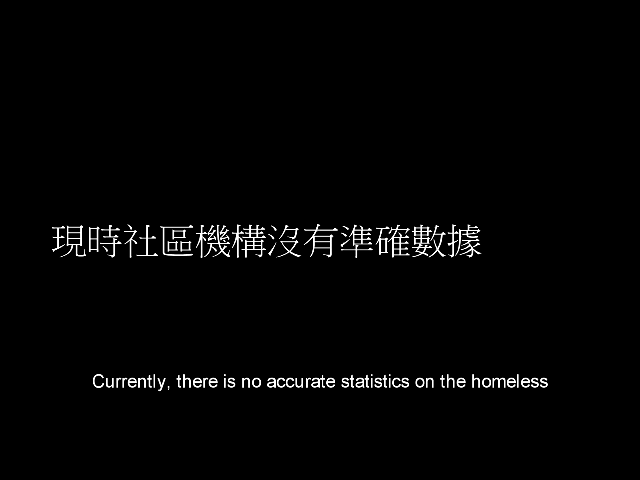 現時社區機構沒有準確數據
Currently, there is no accurate statistics on the homeless